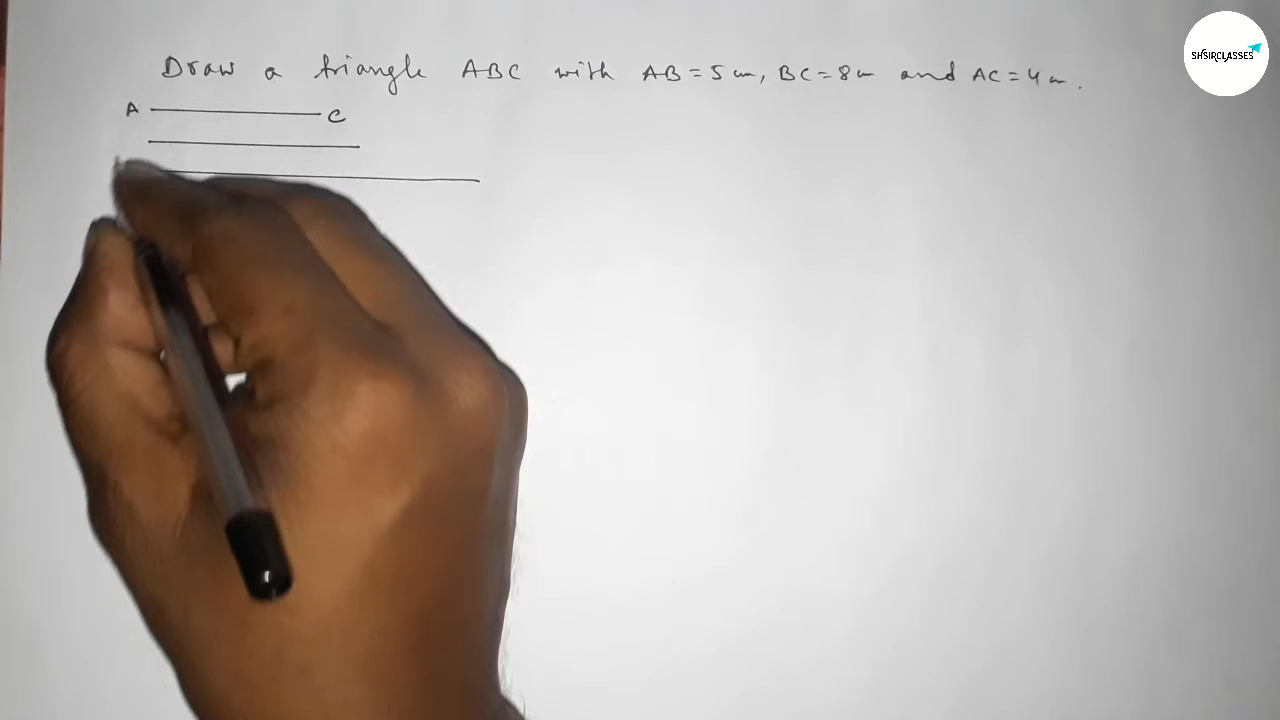 SHSIRCLASSES
Draw a triangle ABC with AB = 5 cm, BC = 8 cm and AC = 4 cm.
A C